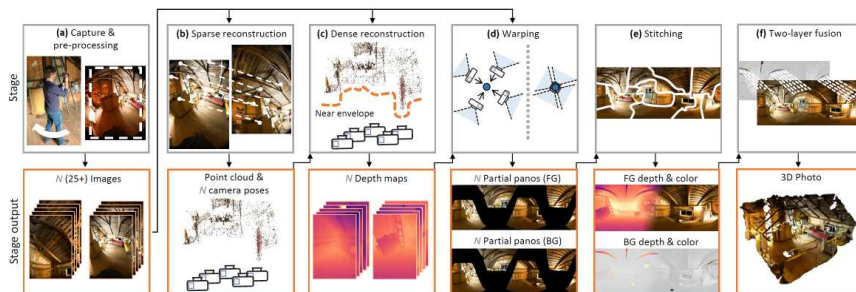 (a) Capture &
pre-processing
(b) Sparse reconstruction
(c) Dense reconstruction
(d) Warping
(e) Stitching
(f) Two-layer fusion
Stage
Near envelope
Stage output
N (25+) Images
Point cloud &
N camera poses
N Depth maps
N Partial panos (FG)
N Partial panos (BG)
FG depth & color
BG depth & color
3D Photo